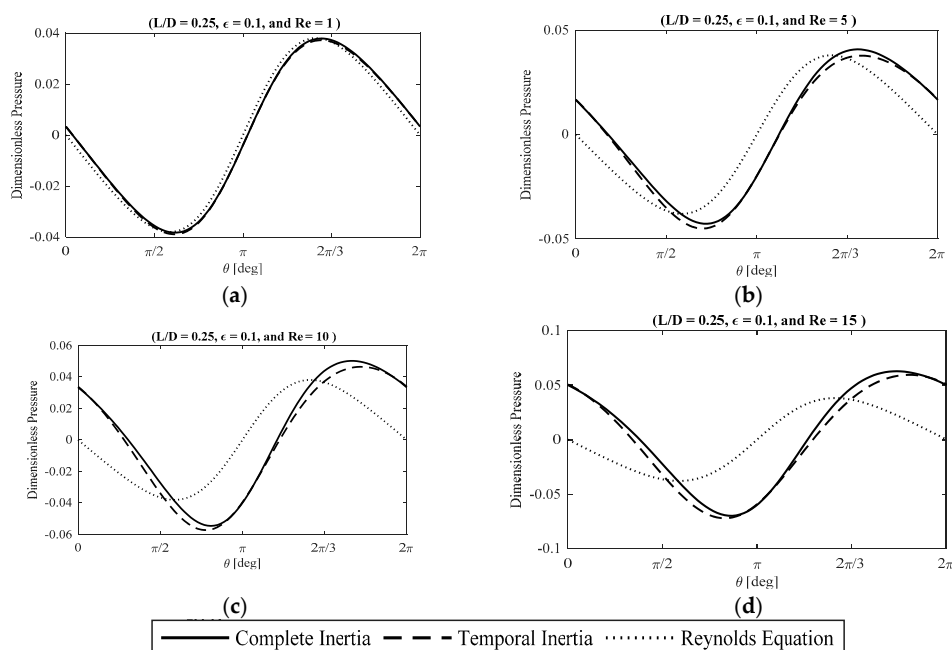 (L/D = 0.25, ϵ = 0.1, and Re = 1 )
0.04
0.02
0
-0.02
-0.04
Dimensionless Pressure
0
π/2
π
2π/3
2π
θ [deg]
(a)
(L/D = 0.25, ϵ = 0.1, and Re = 5 )
0.05
0
-0.05
Dimensionless Pressure
0
π/2
π
2π/3
2π
θ [deg]
(b)
(L/D = 0.25, ϵ = 0.1, and Re = 10 )
0.06
0.04
0.02
0
-0.02
-0.04
-0.06
Dimensionless Pressure
0
π/2
π
2π/3
2π
θ [deg]
(c)
(L/D = 0.25, ϵ = 0.1, and Re = 15 )
0.1
0.05
0
-0.05
-0.1
Dimensionless Pressure
0
π/2
π
2π/3
2π
θ [deg]
(d)
Complete Inertia
Temporal Inertia
Reynolds Equation